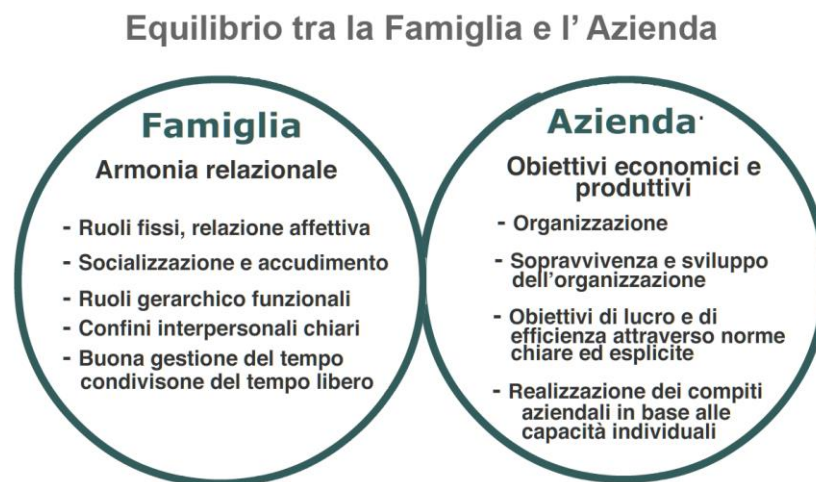 Equilibrio tra la Famiglia e l' Azienda
Famiglia
Armonia relazionale
- Ruoli fissi, relazione affettiva
- Socializzazione e accudimento
- Ruoli gerarchico funzionali
- Confini interpersonali chiari
- Buona gestione del tempo
condivisone del tempo libero
Azienda
Obiettivi economici e
produttivi
- Organizzazione
- Sopravvivenza e sviluppo
dell'organizzazione
- Obiettivi di lucro e di
efficienza attraverso norme
chiare ed esplicite
- Realizzazione dei compiti
aziendali in base alle
capacità individuali